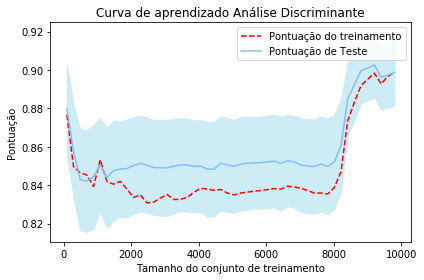 Curva de aprendizado Análise Discriminante
0.92
0.90
0.88
0.86
0.84
0.82
Pontuação
Pontuação do treinamento
Pontuação de Teste
0
2000
4000
6000
8000
10000
Tamanho do conjunto de treinamento